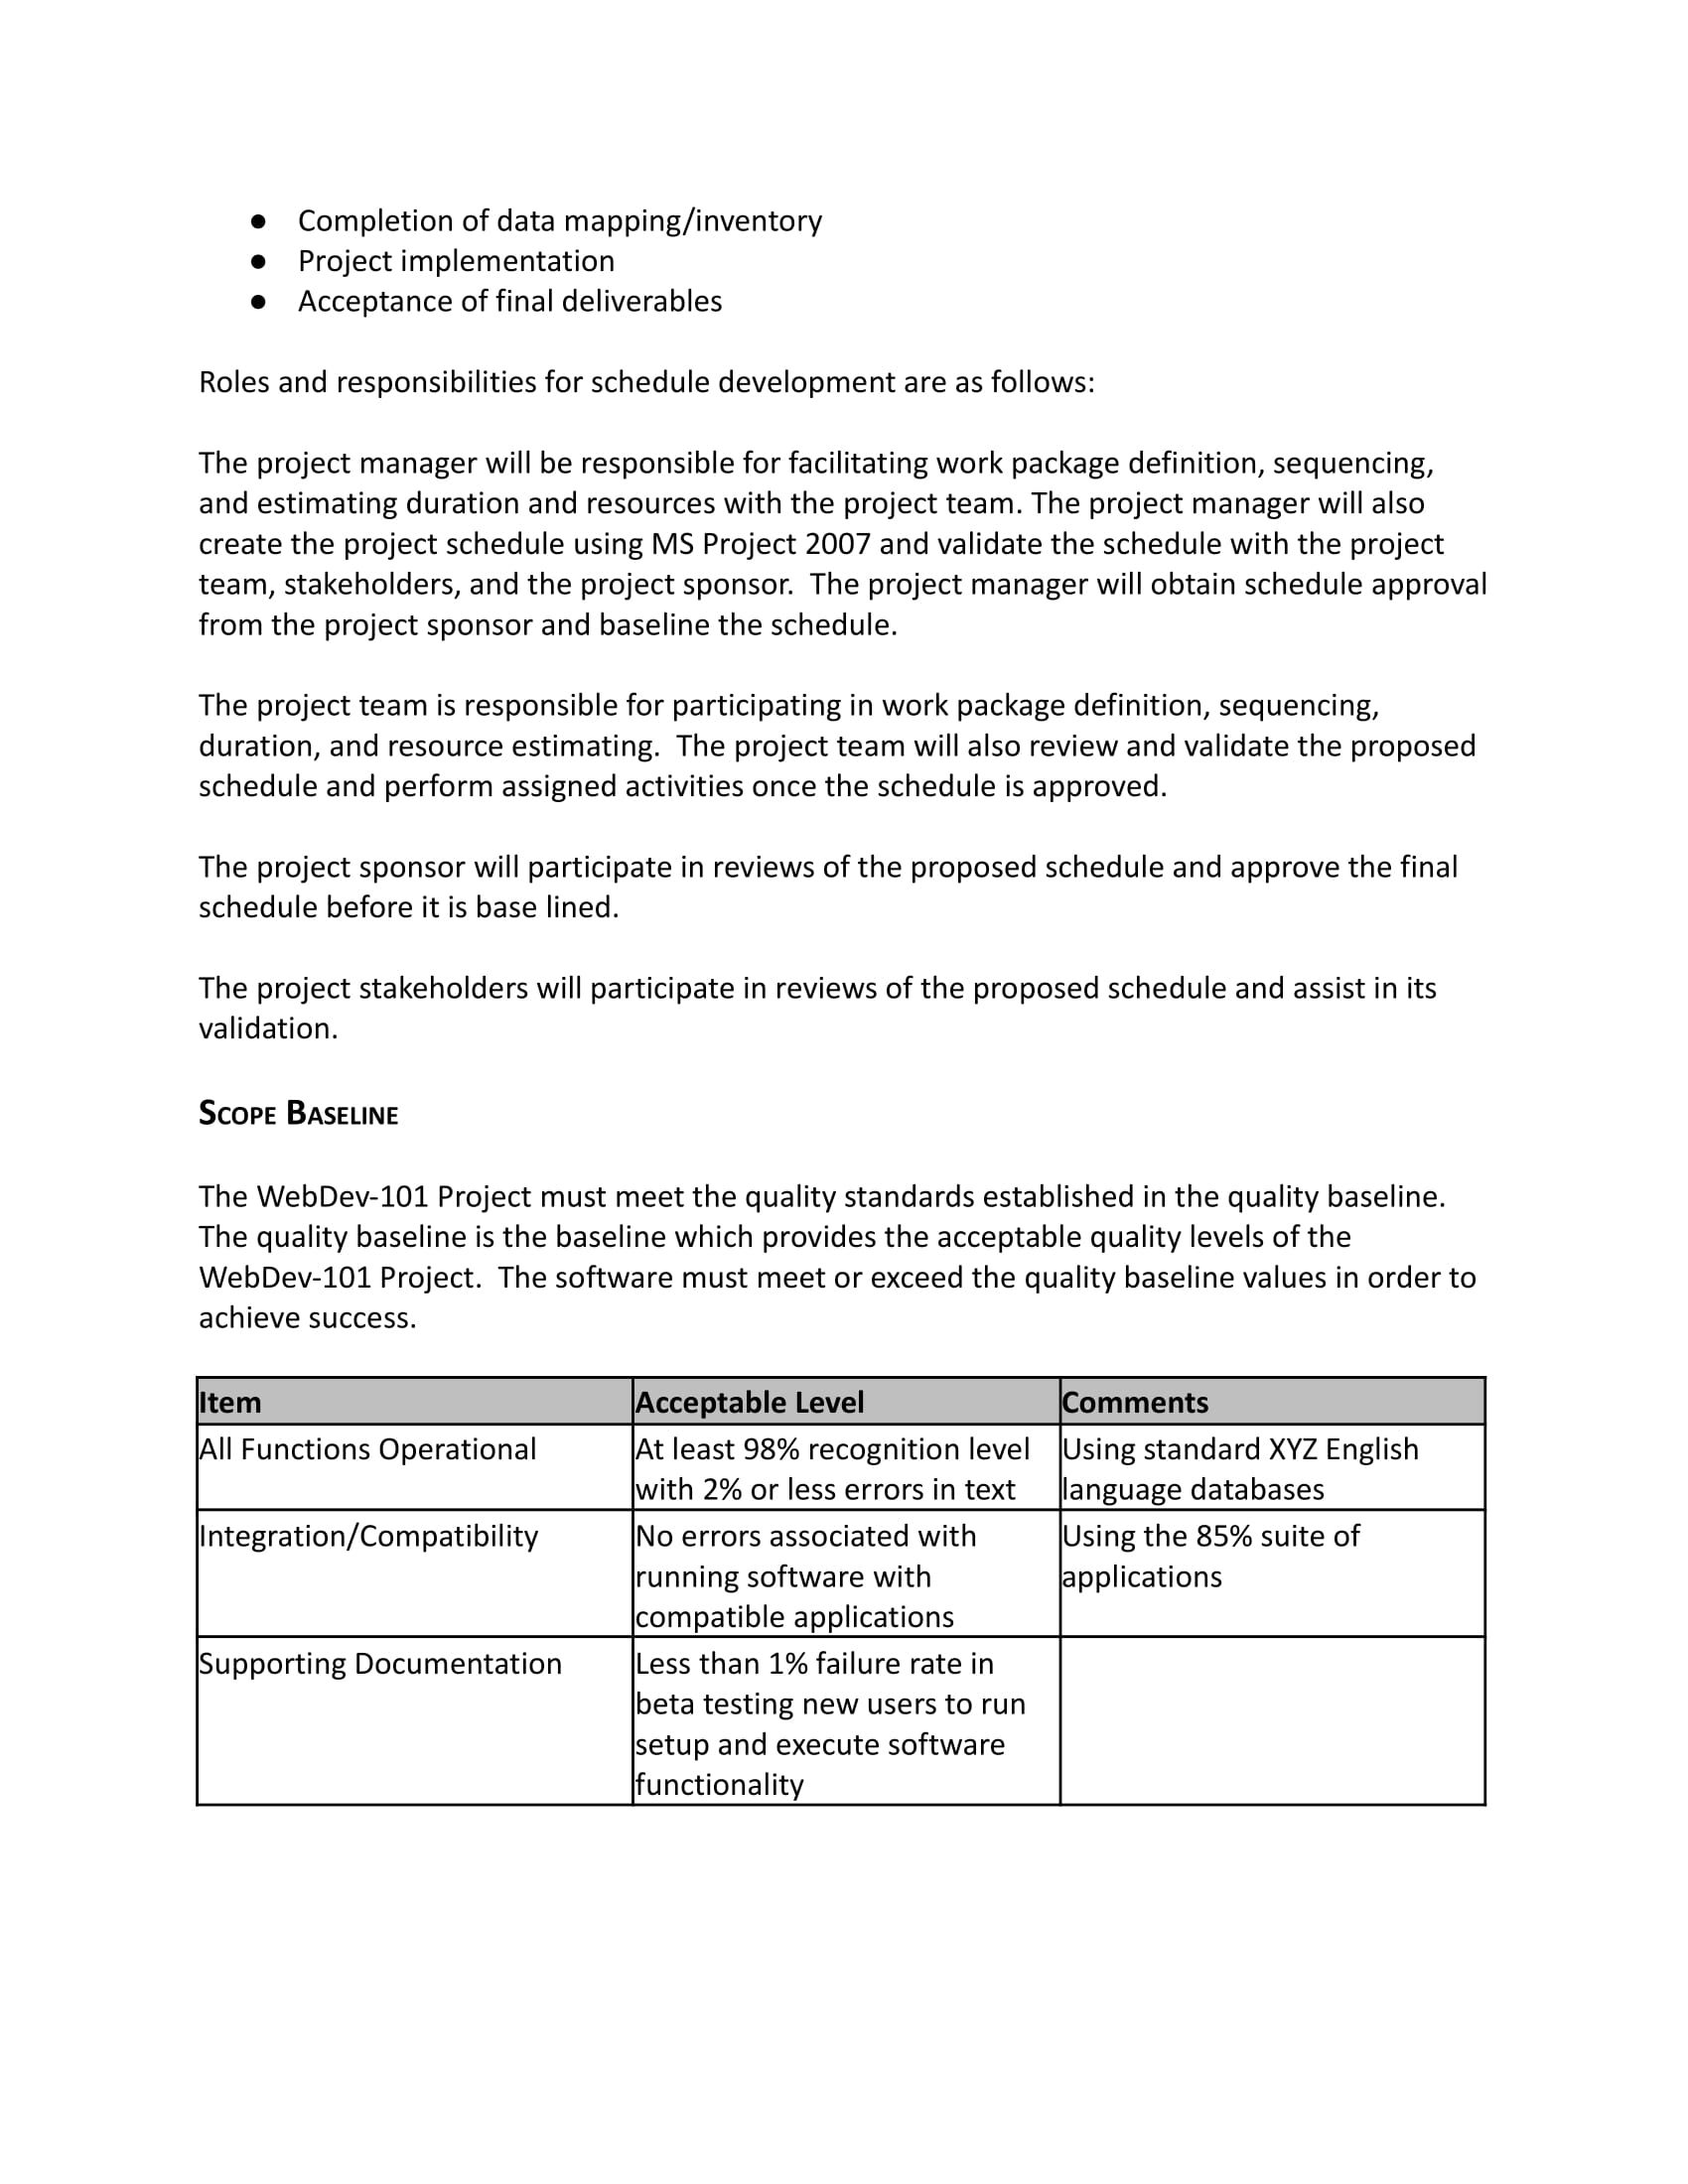 ● Completion of data mapping/inventory
● Project implementation
● Acceptance of final deliverables
Roles and responsibilities for schedule development are as follows:
The project manager will be responsible for facilitating work package definition, sequencing,
and estimating duration and resources with the project team. The project manager will also
create the project schedule using MS Project 2007 and validate the schedule with the project
team, stakeholders, and the project sponsor.  The project manager will obtain schedule approval
from the project sponsor and baseline the schedule.
The project team is responsible for participating in work package definition, sequencing,
duration, and resource estimating.  The project team will also review and validate the proposed
schedule and perform assigned activities once the schedule is approved.
The project sponsor will participate in reviews of the proposed schedule and approve the final
schedule before it is base lined.
The project stakeholders will participate in reviews of the proposed schedule and assist in its
validation.
SCOPE BASELINE
The WebDev-101 Project must meet the quality standards established in the quality baseline.
The quality baseline is the baseline which provides the acceptable quality levels of the
WebDev-101 Project.  The software must meet or exceed the quality baseline values in order to
achieve success.
Item
Acceptable Level
Comments
All Functions Operational
At least 98% recognition level
with 2% or less errors in text
Using standard XYZ English
language databases
Integration/Compatibility
No errors associated with
running software with
compatible applications
Using the 85% suite of
applications
Supporting Documentation
Less than 1% failure rate in
beta testing new users to run
setup and execute software
functionality